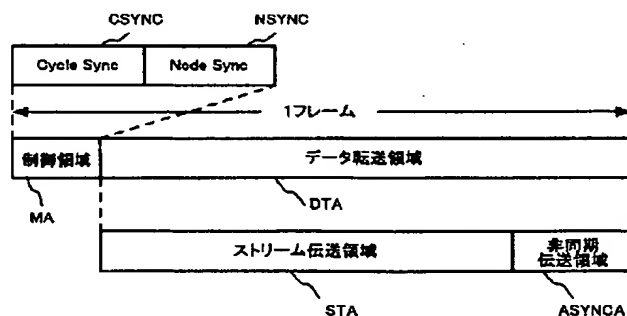 CSYNC
NSYNC
Cycle Sync
Node Sync
1フレーム
制御領域
データ転送領域
MA
DTA
ストリーム伝送領域
非同期
伝送領域
STA
ASYNCA